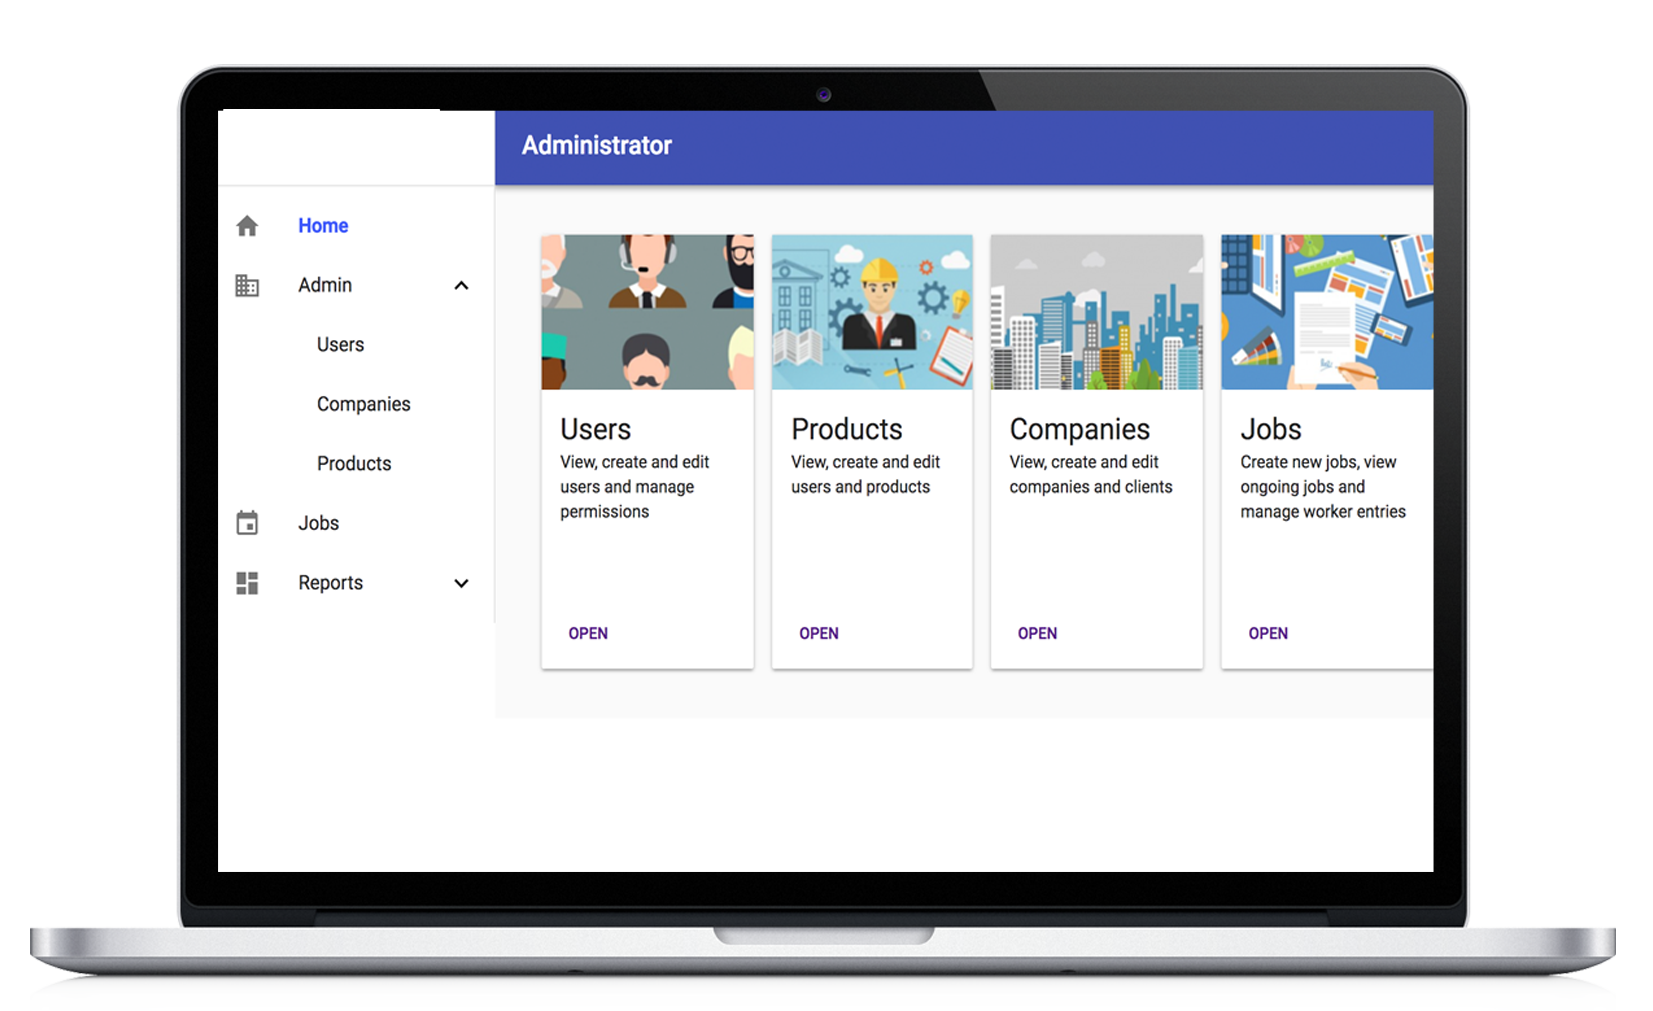 Administrator
Home
Admin
Users
Companies
Products
Jobs
Reports
Users
View, create and edit
users and manage
permissions
OPEN
Products
View, create and edit
users and products
OPEN
Companies
View, create and edit
companies and clients
OPEN
Jobs
Create new jobs, view
ongoing jobs and
manage worker entries
OPEN